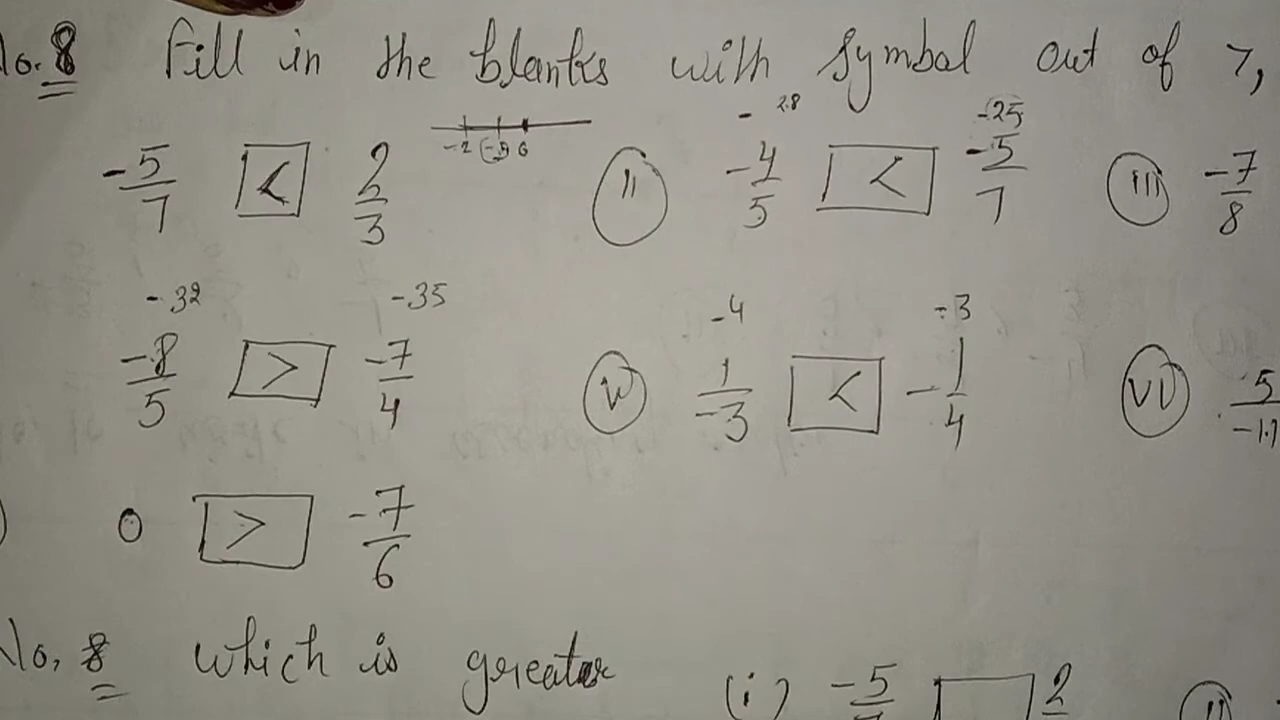 No. 8 Fill in the blanks with symbol out of >,
-5/7 < 2/3 (ii) -4/5 < -5/7 (iii) -7/8
-2 (-1) 0
-28 -25
-32 -35 -4 -3
-8/5 > -7/4 (v) 1/-3 < -1/4 (vi) 5/-11
0 > -7/6
No. 8 which is greater (i) -5/7 2